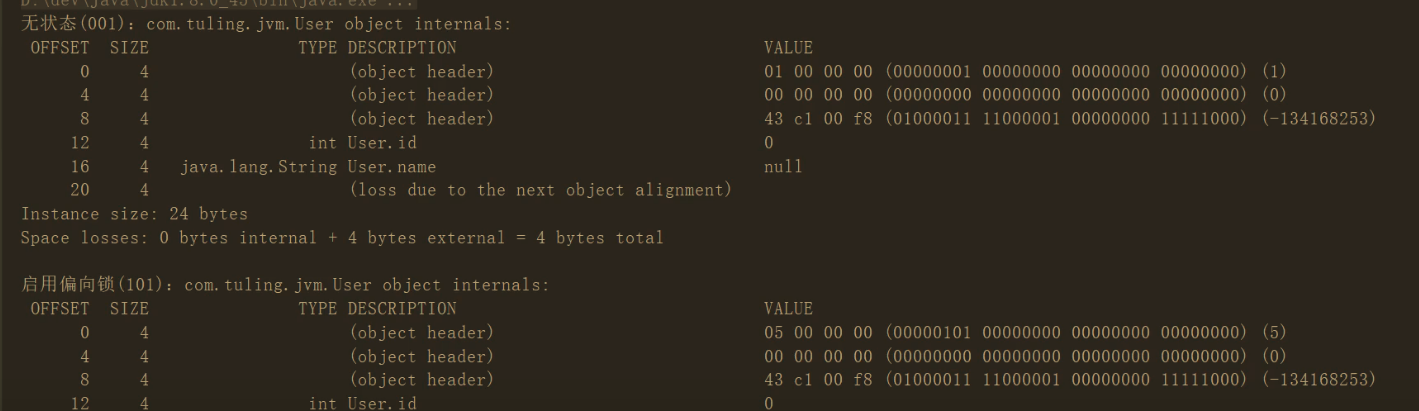 D:\dev\java\jdk1.8.0_45\bin\java.exe ...
无状态(001): com.tuling.jvm.User object internals:
OFFSET SIZE TYPE DESCRIPTION VALUE
0 4 (object header) 01 00 00 00 (00000001 00000000 00000000 00000000) (1)
4 4 (object header) 00 00 00 00 (00000000 00000000 00000000 00000000) (0)
8 4 (object header) 43 c1 00 f8 (01000011 11000001 00000000 11111000) (-134168253)
12 4 int User.id 0
16 4 java.lang.String User.name null
20 4 (loss due to the next object alignment)
Instance size: 24 bytes
Space losses: 0 bytes internal + 4 bytes external = 4 bytes total
启用偏向锁(101): com.tuling.jvm.User object internals:
OFFSET SIZE TYPE DESCRIPTION VALUE
0 4 (object header) 05 00 00 00 (00000101 00000000 00000000 00000000) (5)
4 4 (object header) 00 00 00 00 (00000000 00000000 00000000 00000000) (0)
8 4 (object header) 43 c1 00 f8 (01000011 11000001 00000000 11111000) (-134168253)
12 4 int User.id 0